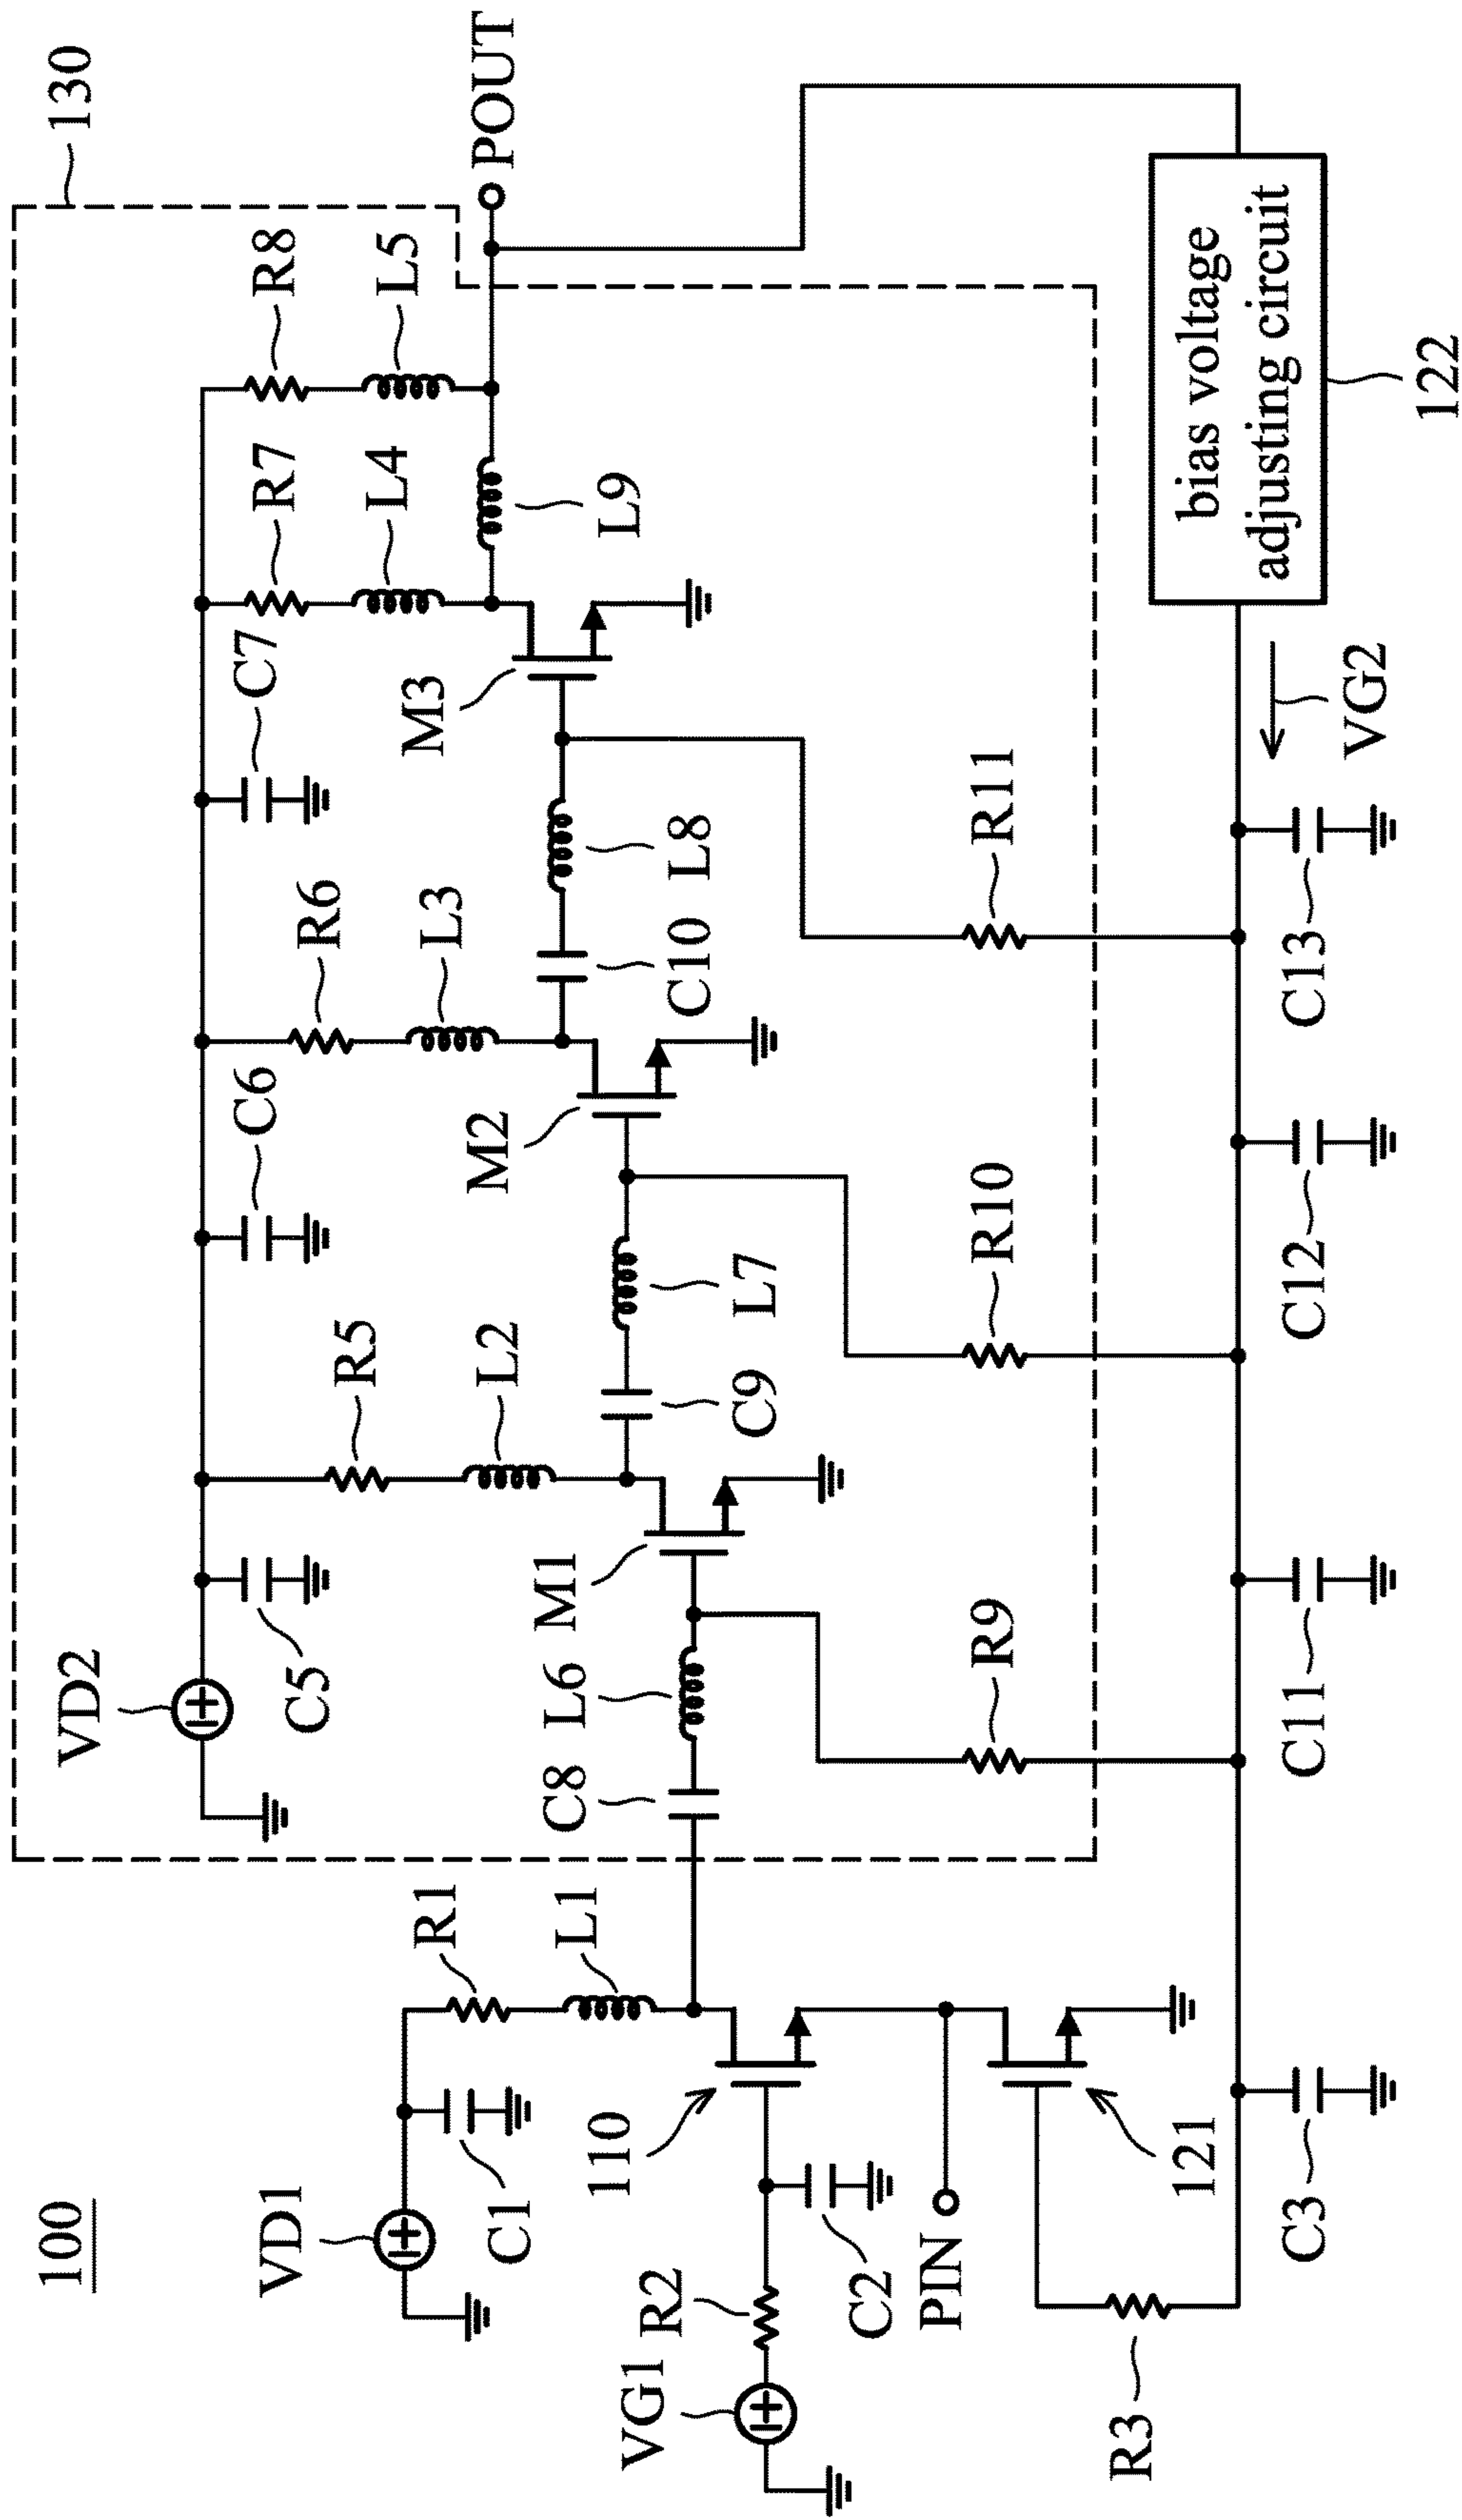 100
130
VD2
R8
R7
C7
L5
L4
R6
C6
R5
C5
L3
L2
POUT
M3
L9
M2
C10
L8
M1
C9
L7
L6
C8
VD1
R1
C1
L1
110
VG1
R2
C2
PIN
R9
R10
R11
121
R3
bias voltage
adjusting circuit
C3
C11
C12
C13
VG2
122